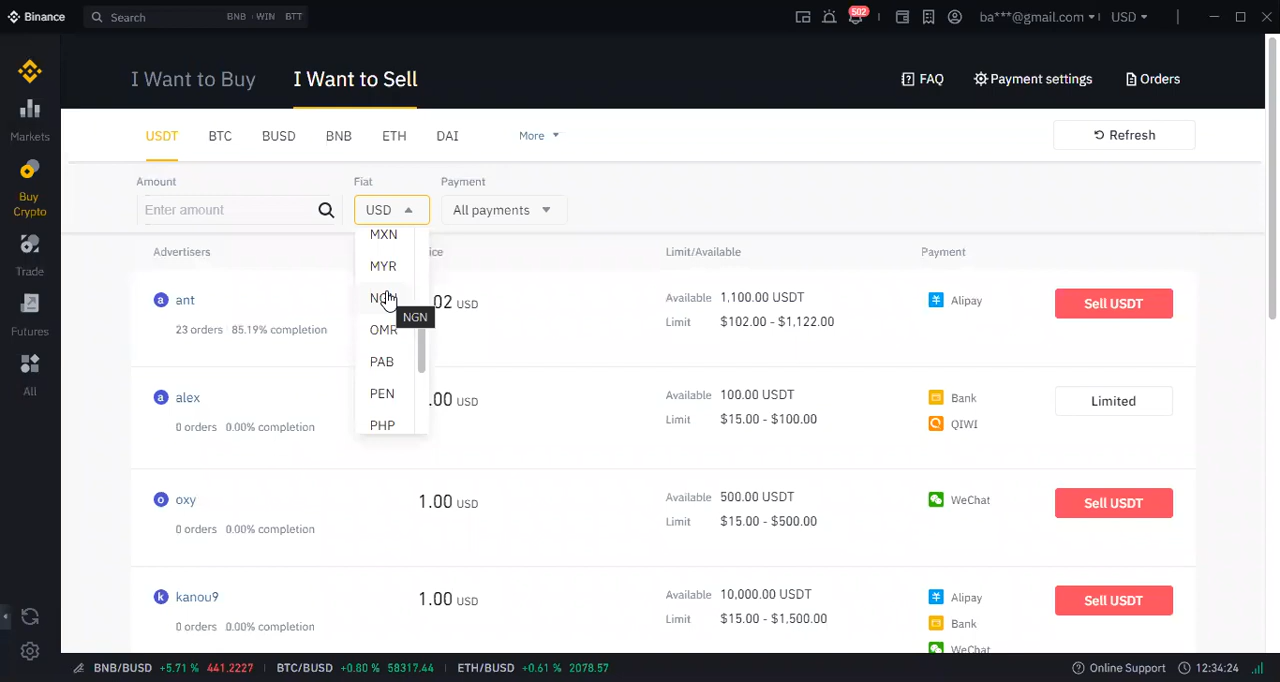 Binance Search BNB · WIN BTT 502 ba***@gmail.com USD
I Want to Buy I Want to Sell FAQ Payment settings Orders
Markets
Buy Crypto
Trade
Futures
All
USDT BTC BUSD BNB ETH DAI More Refresh
Amount Fiat Payment
Enter amount USD All payments
MXN
MYR
NGN
OMR
PAB
PEN
PHP
Advertisers Limit/Available Payment
a ant 02 USD Available 1,100.00 USDT Alipay Sell USDT
23 orders 85.19% completion Limit $102.00 - $1,122.00
a alex .00 USD Available 100.00 USDT Bank Limited
0 orders 0.00% completion Limit $15.00 - $100.00 QIWI
o oxy 1.00 USD Available 500.00 USDT WeChat Sell USDT
0 orders 0.00% completion Limit $15.00 - $500.00
k kanou9 1.00 USD Available 10,000.00 USDT Alipay Sell USDT
0 orders 0.00% completion Limit $15.00 - $1,500.00 Bank
WeChat
BNB/BUSD +5.71 % 441.2227 BTC/BUSD +0.80 % 58317.44 ETH/BUSD +0.61 % 2078.57 Online Support 12:34:24